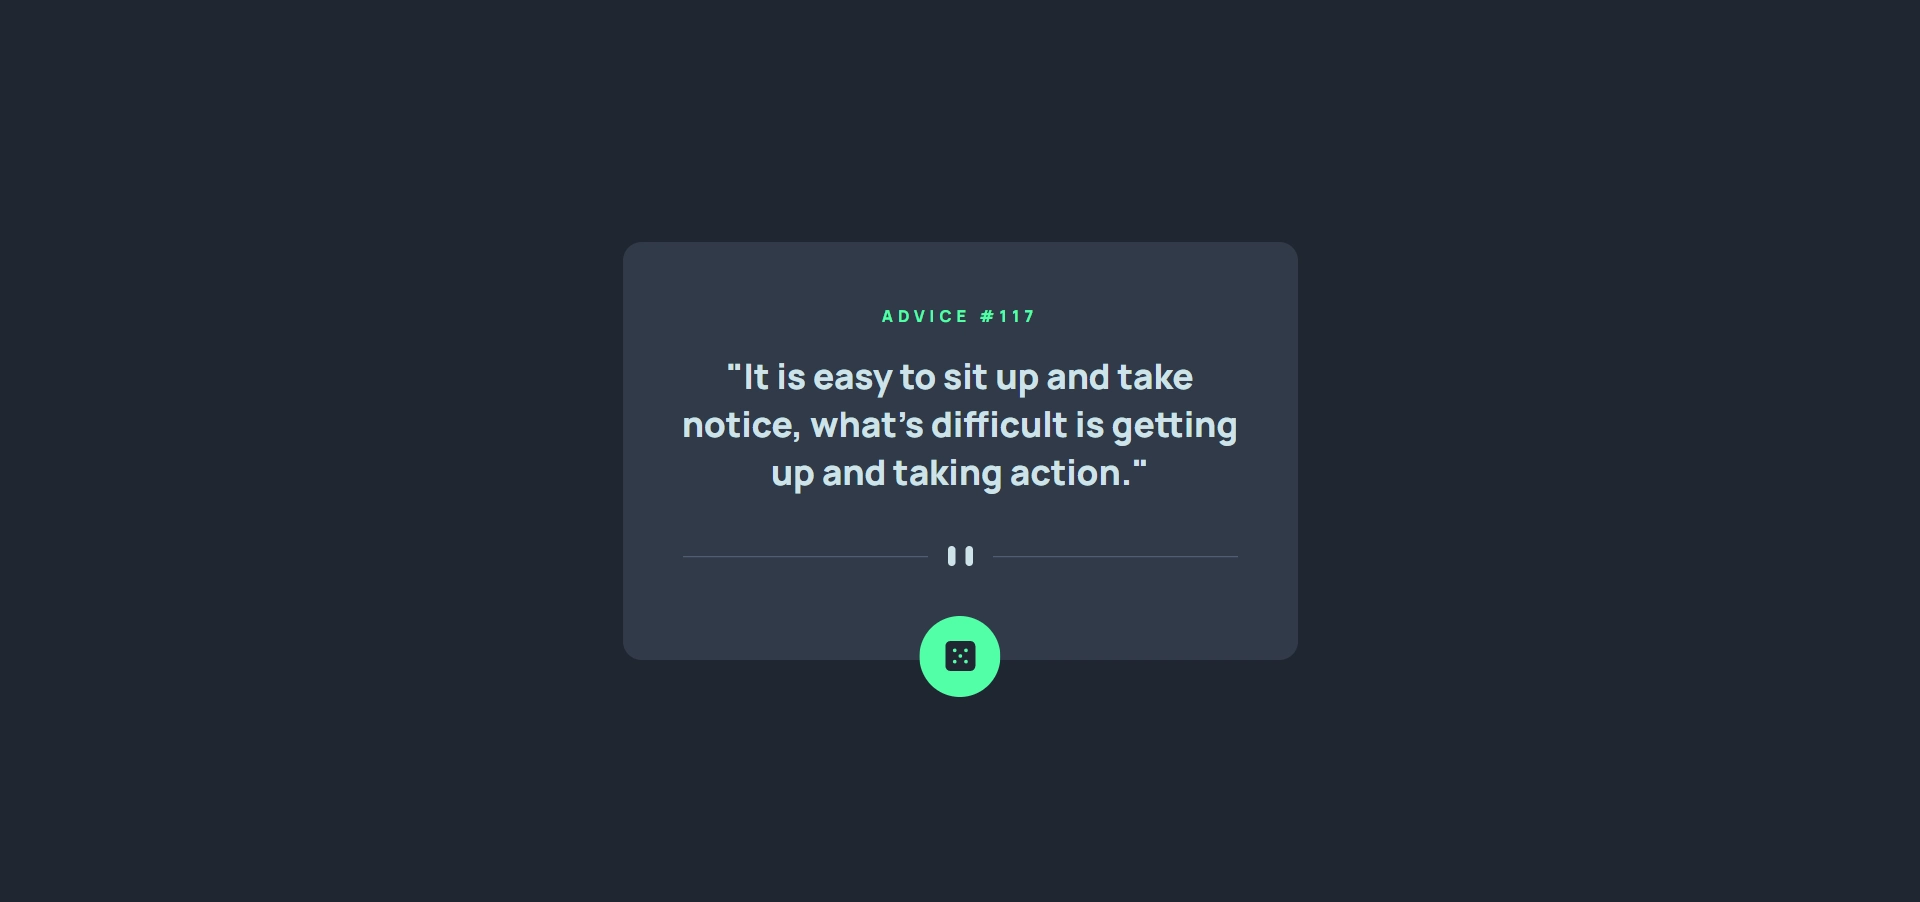 ADVICE #117
"It is easy to sit up and take
notice, what's difficult is getting
up and taking action."